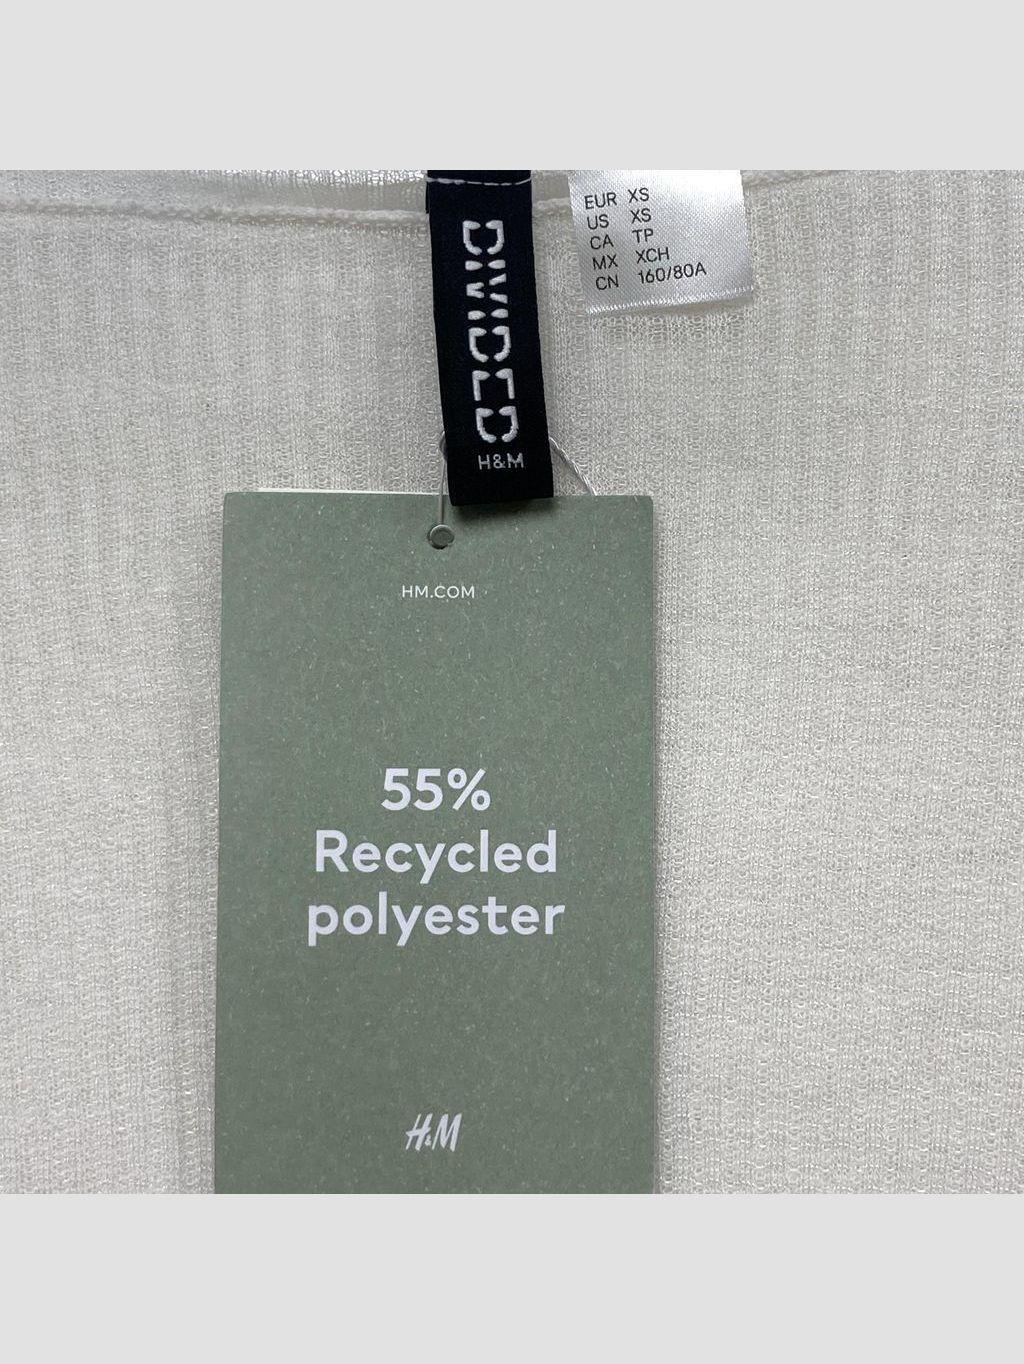 EUR XS
US XS
CA TP
MX XCH
CN 160/80A
DIVIDED
H&M
HM.COM
55%
Recycled
polyester
H&M